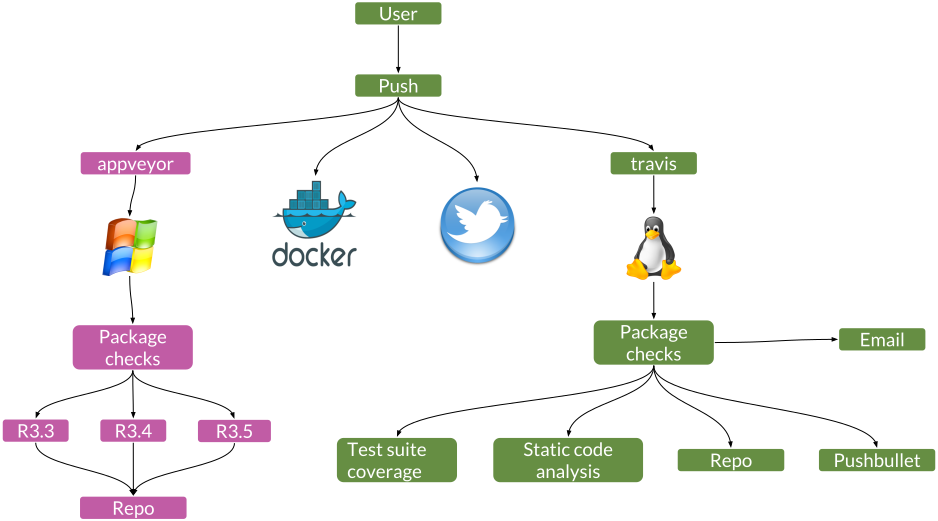 User
Push
appveyor
travis
docker
Package
checks
Package
checks
Email
R3.3
R3.4
R3.5
Test suite
coverage
Static code
analysis
Repo
Pushbullet
Repo